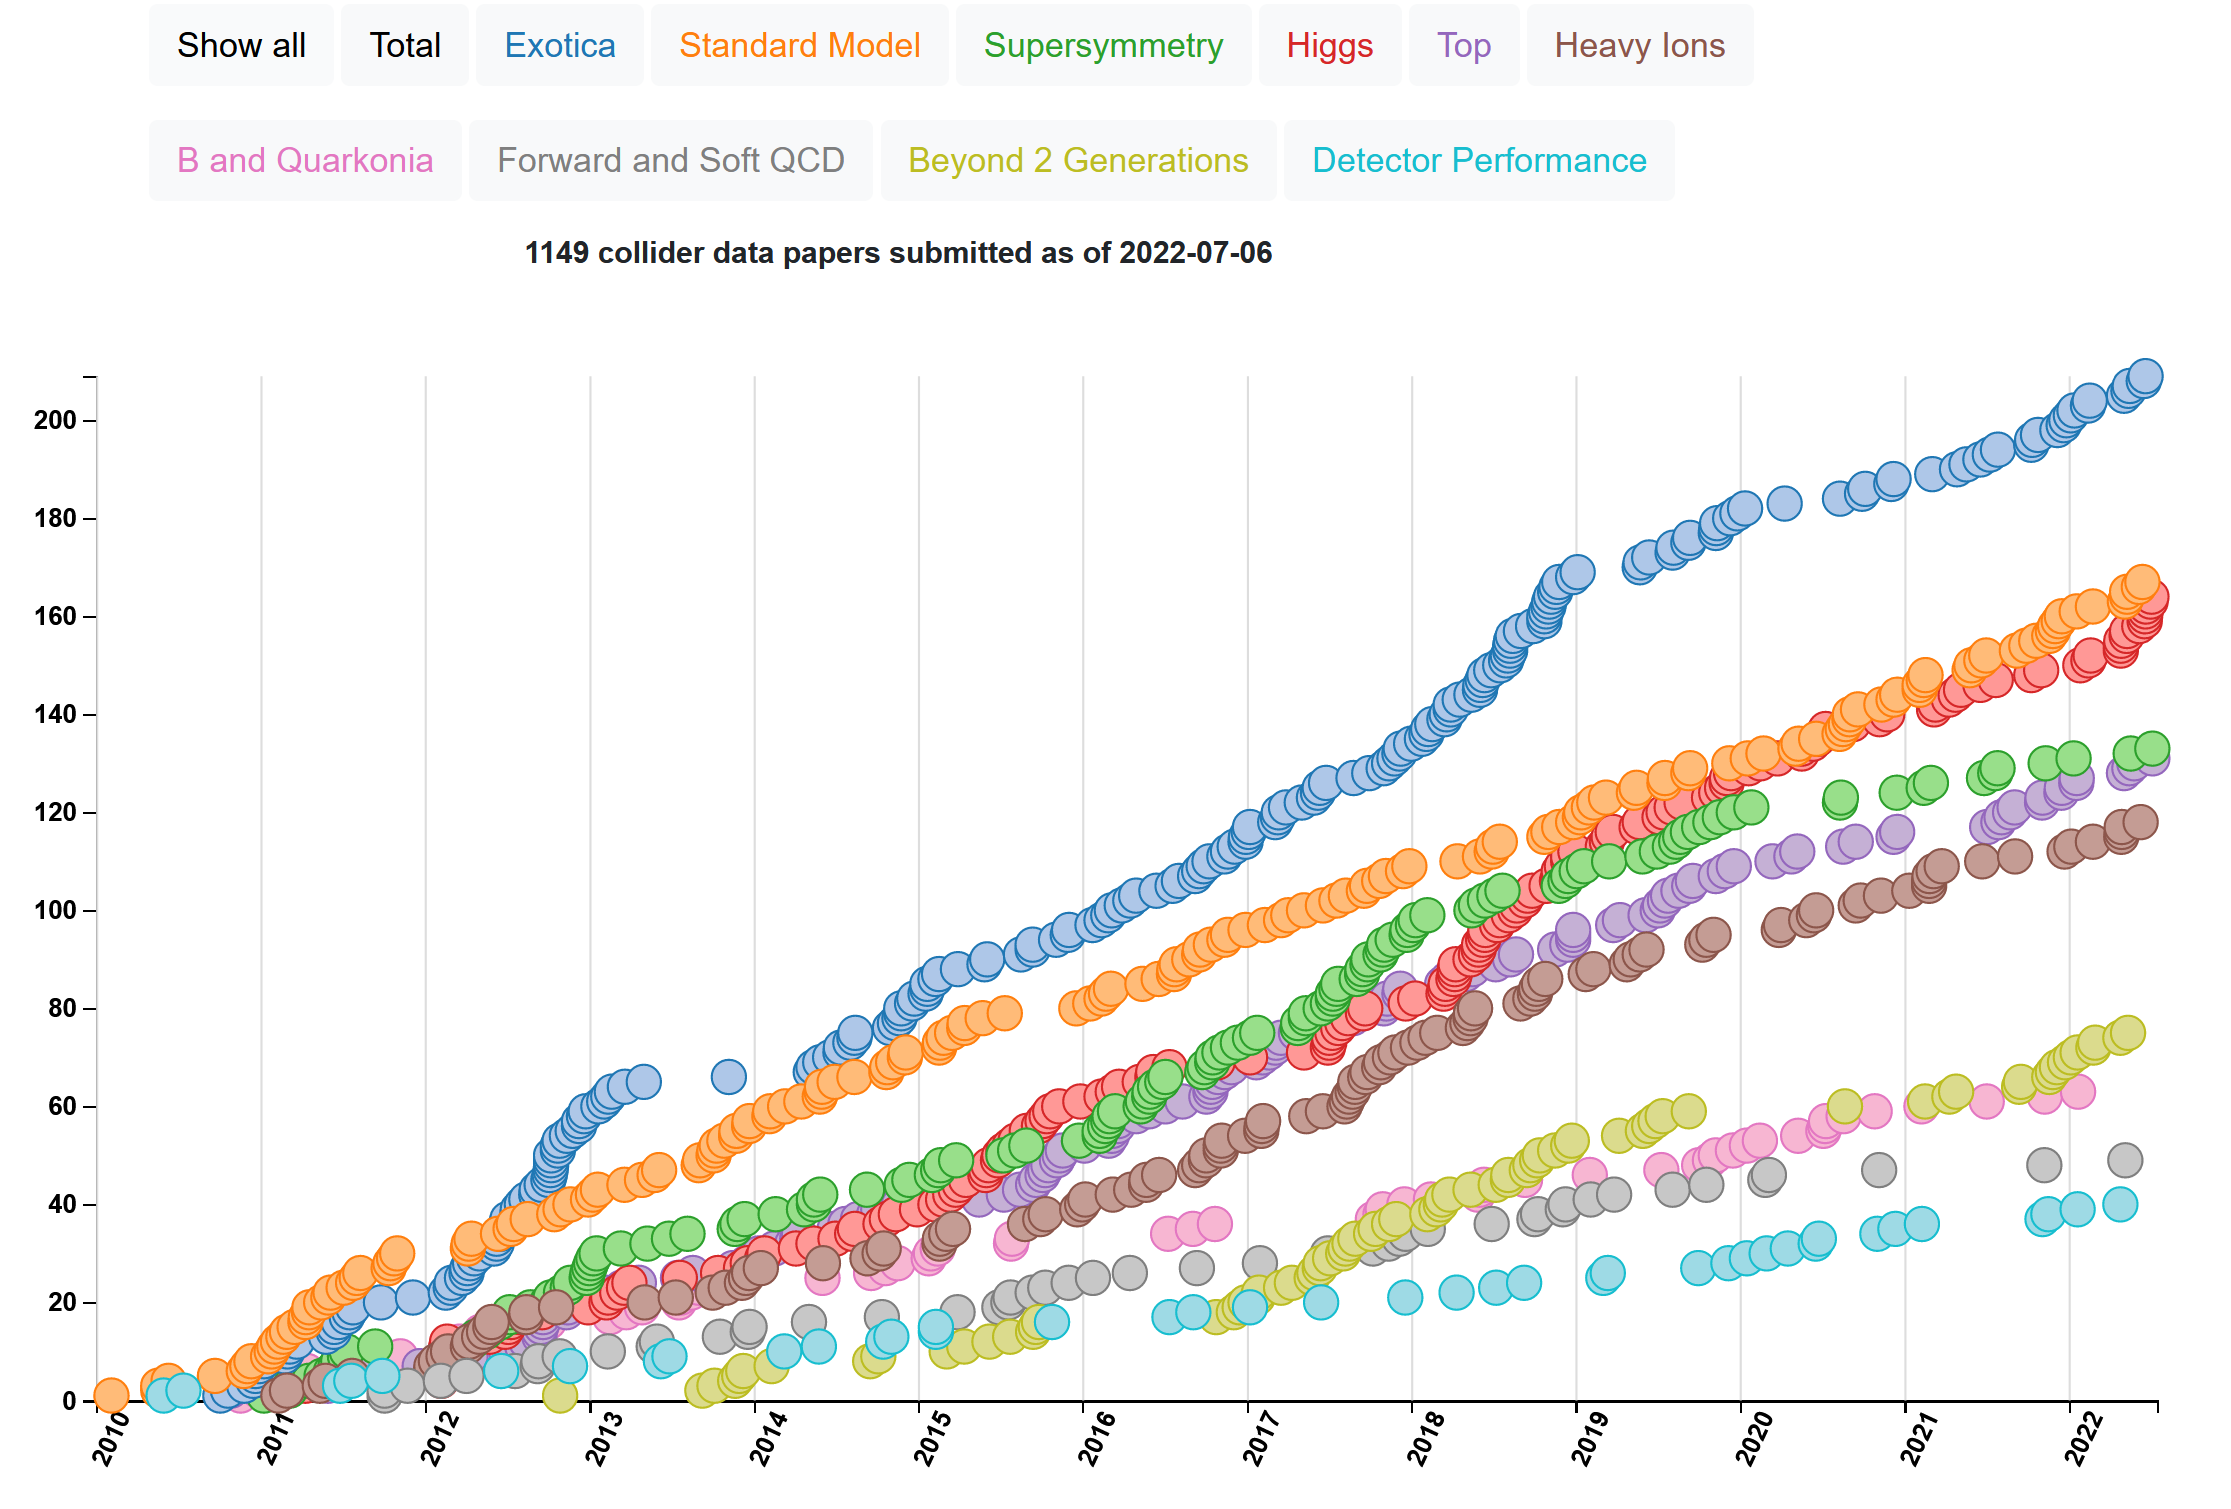 Show all Total Exotica Standard Model Supersymmetry Higgs Top Heavy Ions
B and Quarkonia Forward and Soft QCD Beyond 2 Generations Detector Performance
1149 collider data papers submitted as of 2022-07-06
200
180
160
140
120
100
80
60
40
20
0
2010 2011 2012 2013 2014 2015 2016 2017 2018 2019 2020 2021 2022